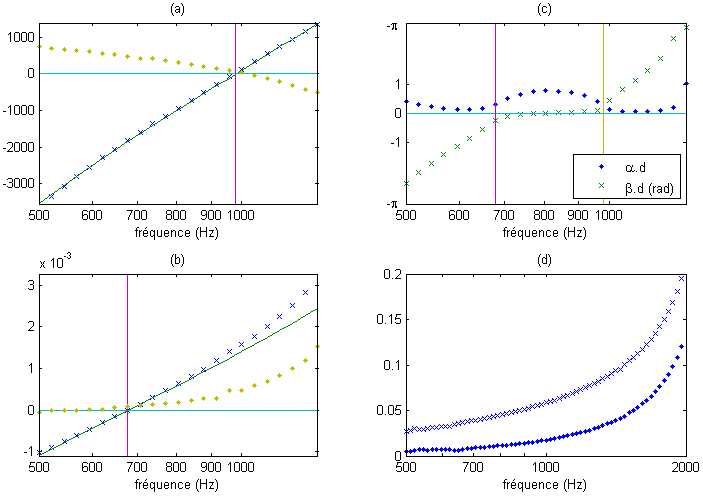 (a)
1000
0
-1000
-2000
-3000
500 600 700 800 900 1000
fréquence (Hz)
(c)
-π
1
0
-1
-π
500 600 700 800 900 1000
fréquence (Hz)
α.d
β.d (rad)
(b)
x 10⁻³
3
1
0
-1
500 600 700 800 900 1000
fréquence (Hz)
(d)
0.2
0.15
0.1
0.05
0
500 700 1000 2000
fréquence (Hz)